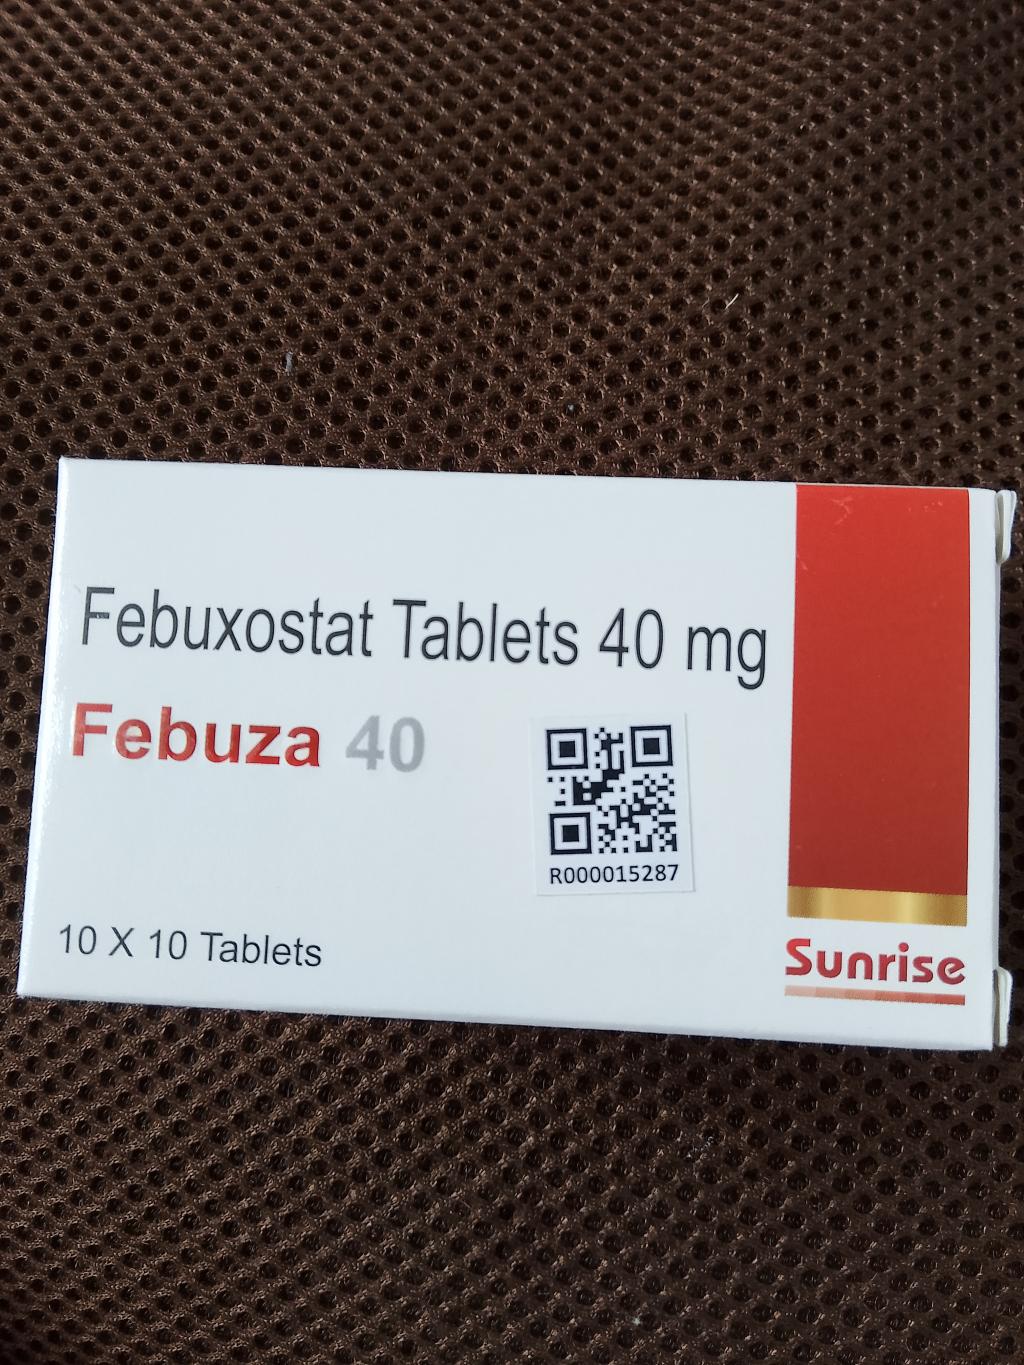 Febuxostat Tablets 40 mg
Febuza 40
R000015287
10 X 10 Tablets
Sunrise